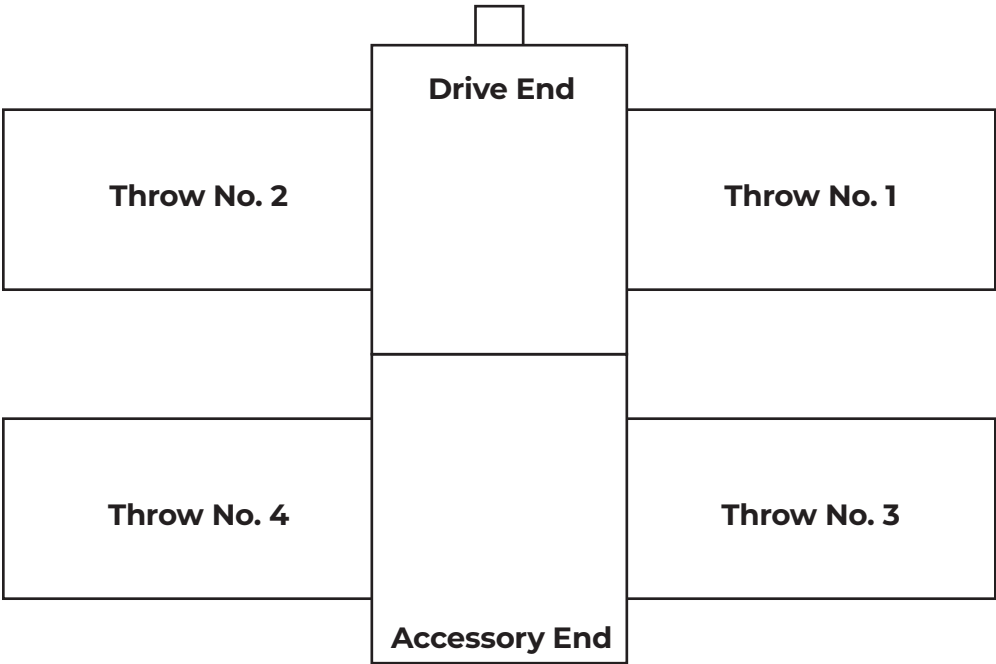 Drive End
Throw No. 2
Throw No. 1
Throw No. 4
Throw No. 3
Accessory End